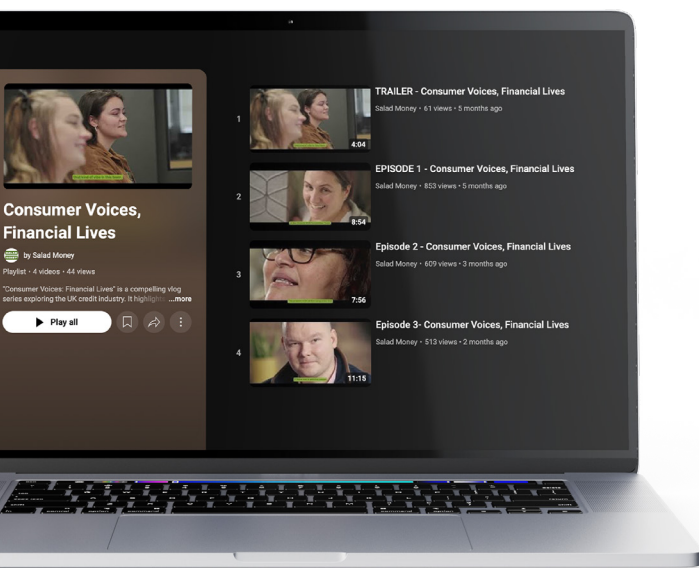 Consumer Voices,
Financial Lives
by Salad Money
Playlist • 4 videos • 44 views
"Consumer Voices: Financial Lives" is a compelling vlog
series exploring the UK credit industry. It highlights ...more
Play all
1
4:04
TRAILER - Consumer Voices, Financial Lives
Salad Money • 61 views • 5 months ago
2
8:54
EPISODE 1 - Consumer Voices, Financial Lives
Salad Money • 853 views • 5 months ago
3
7:56
Episode 2 - Consumer Voices, Financial Lives
Salad Money • 609 views • 3 months ago
4
11:15
Episode 3- Consumer Voices, Financial Lives
Salad Money • 513 views • 2 months ago